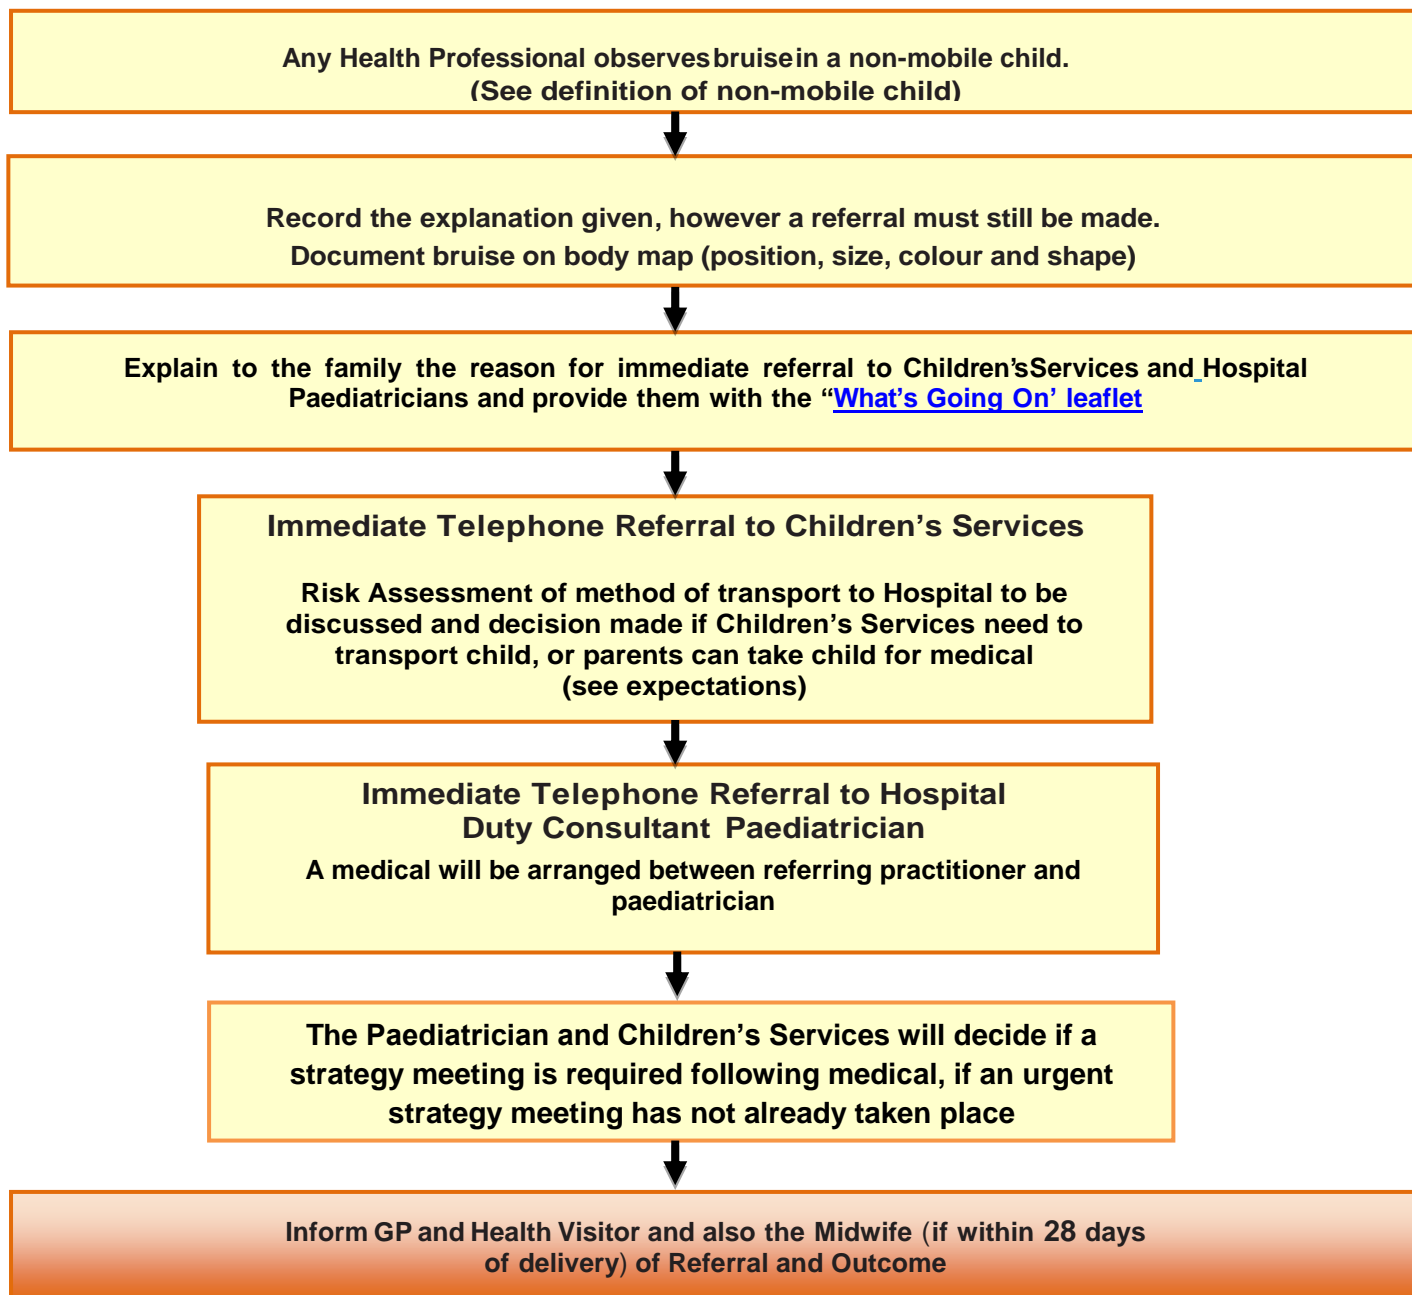 Any Health Professional observes bruise in a non-mobile child.
(See definition of non-mobile child)
Record the explanation given, however a referral must still be made.
Document bruise on body map (position, size, colour and shape)
Explain to the family the reason for immediate referral to Children’sServices and Hospital
Paediatricians and provide them with the “What’s Going On’ leaflet
Immediate Telephone Referral to Children’s Services
Risk Assessment of method of transport to Hospital to be
discussed and decision made if Children’s Services need to
transport child, or parents can take child for medical
(see expectations)
Immediate Telephone Referral to Hospital
Duty Consultant Paediatrician
A medical will be arranged between referring practitioner and
paediatrician
The Paediatrician and Children’s Services will decide if a
strategy meeting is required following medical, if an urgent
strategy meeting has not already taken place
Inform GP and Health Visitor and also the Midwife (if within 28 days
of delivery) of Referral and Outcome